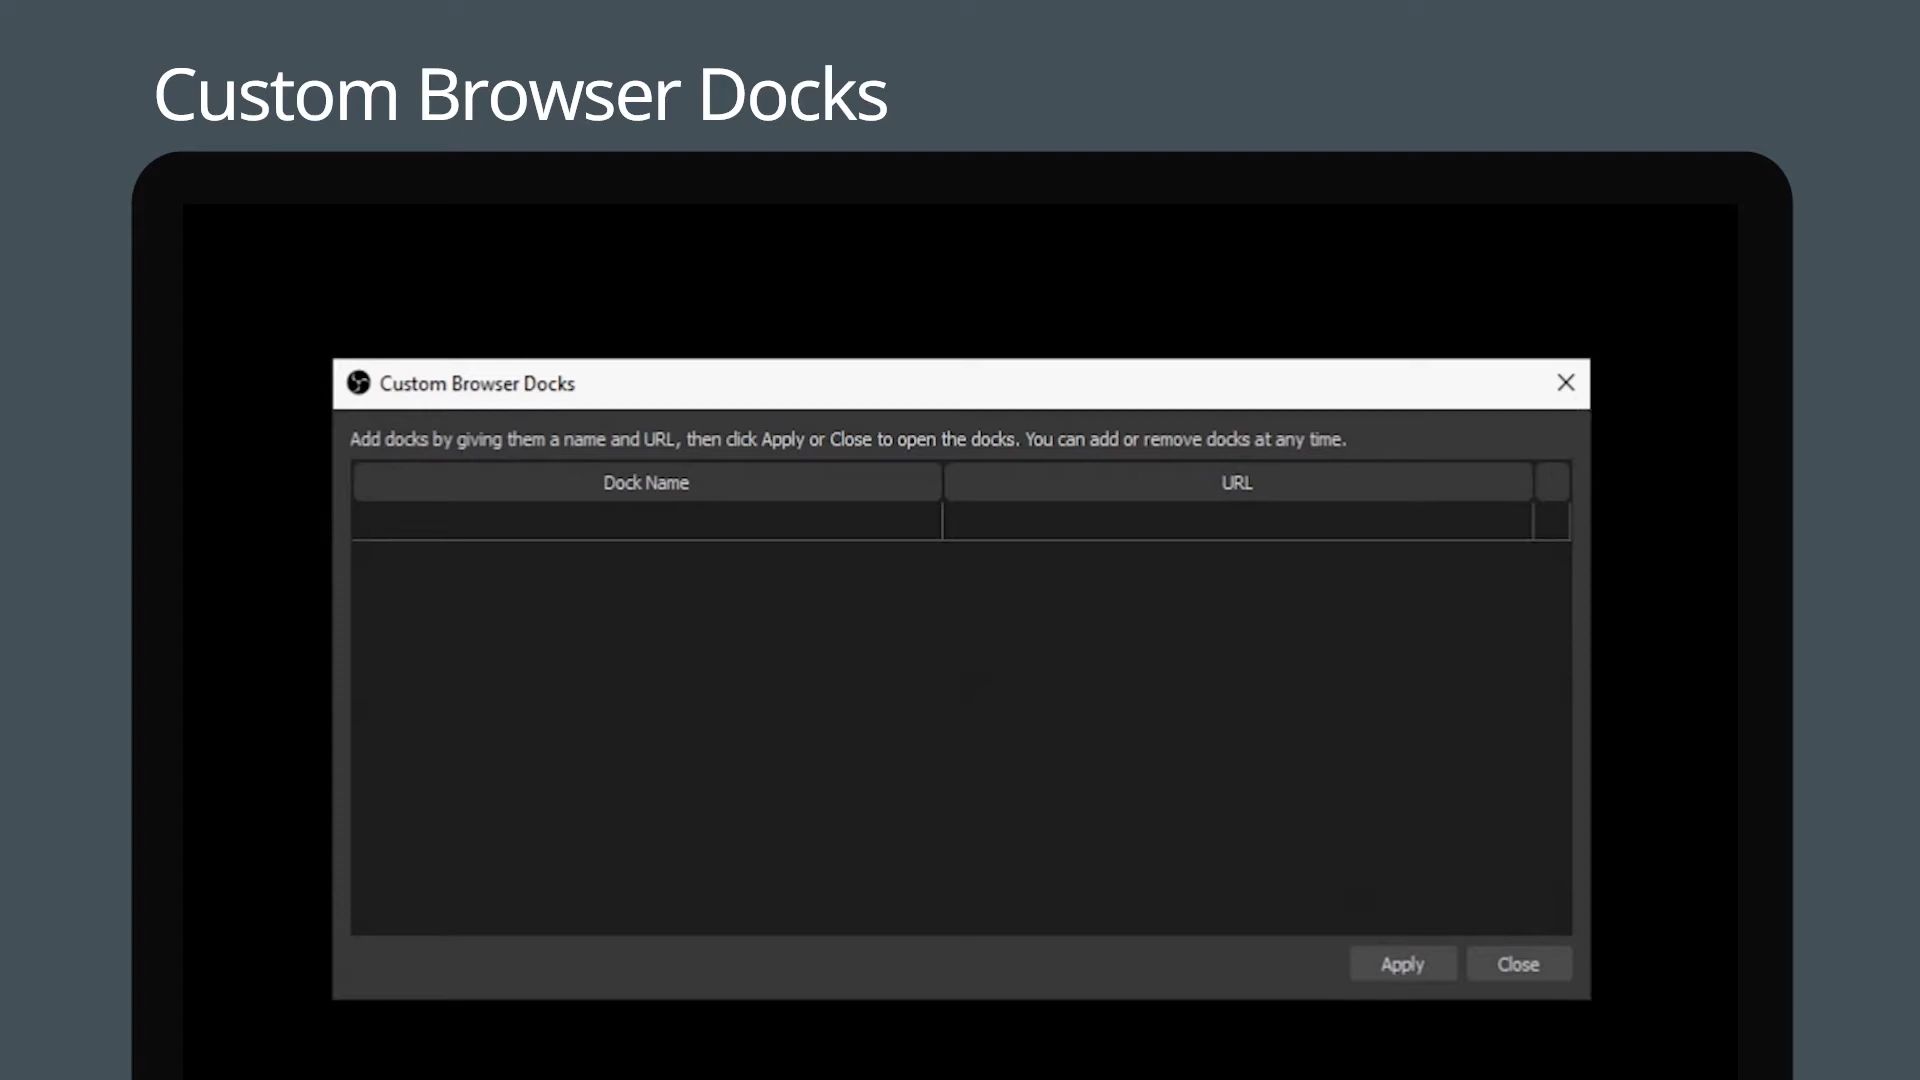 Custom Browser Docks
Custom Browser Docks
Add docks by giving them a name and URL, then click Apply or Close to open the docks. You can add or remove docks at any time.
Dock Name URL
Apply Close